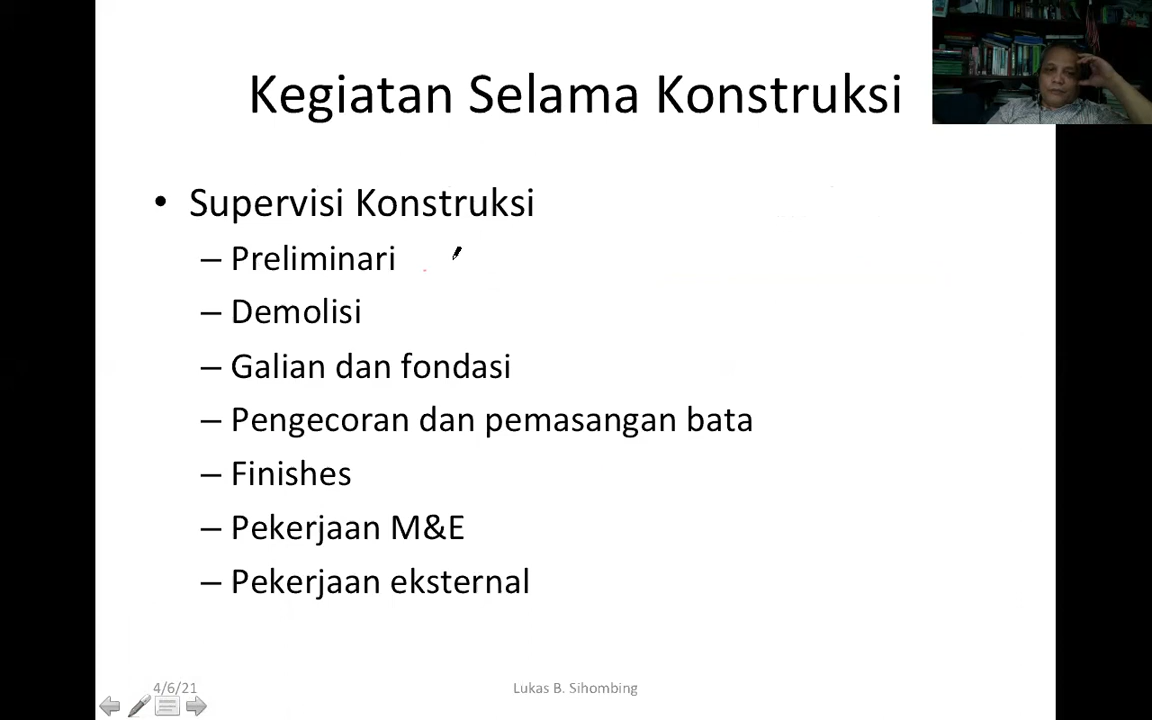 Kegiatan Selama Konstruksi
• Supervisi Konstruksi
– Preliminari
– Demolisi
– Galian dan fondasi
– Pengecoran dan pemasangan bata
– Finishes
– Pekerjaan M&E
– Pekerjaan eksternal
4/6/21
Lukas B. Sihombing